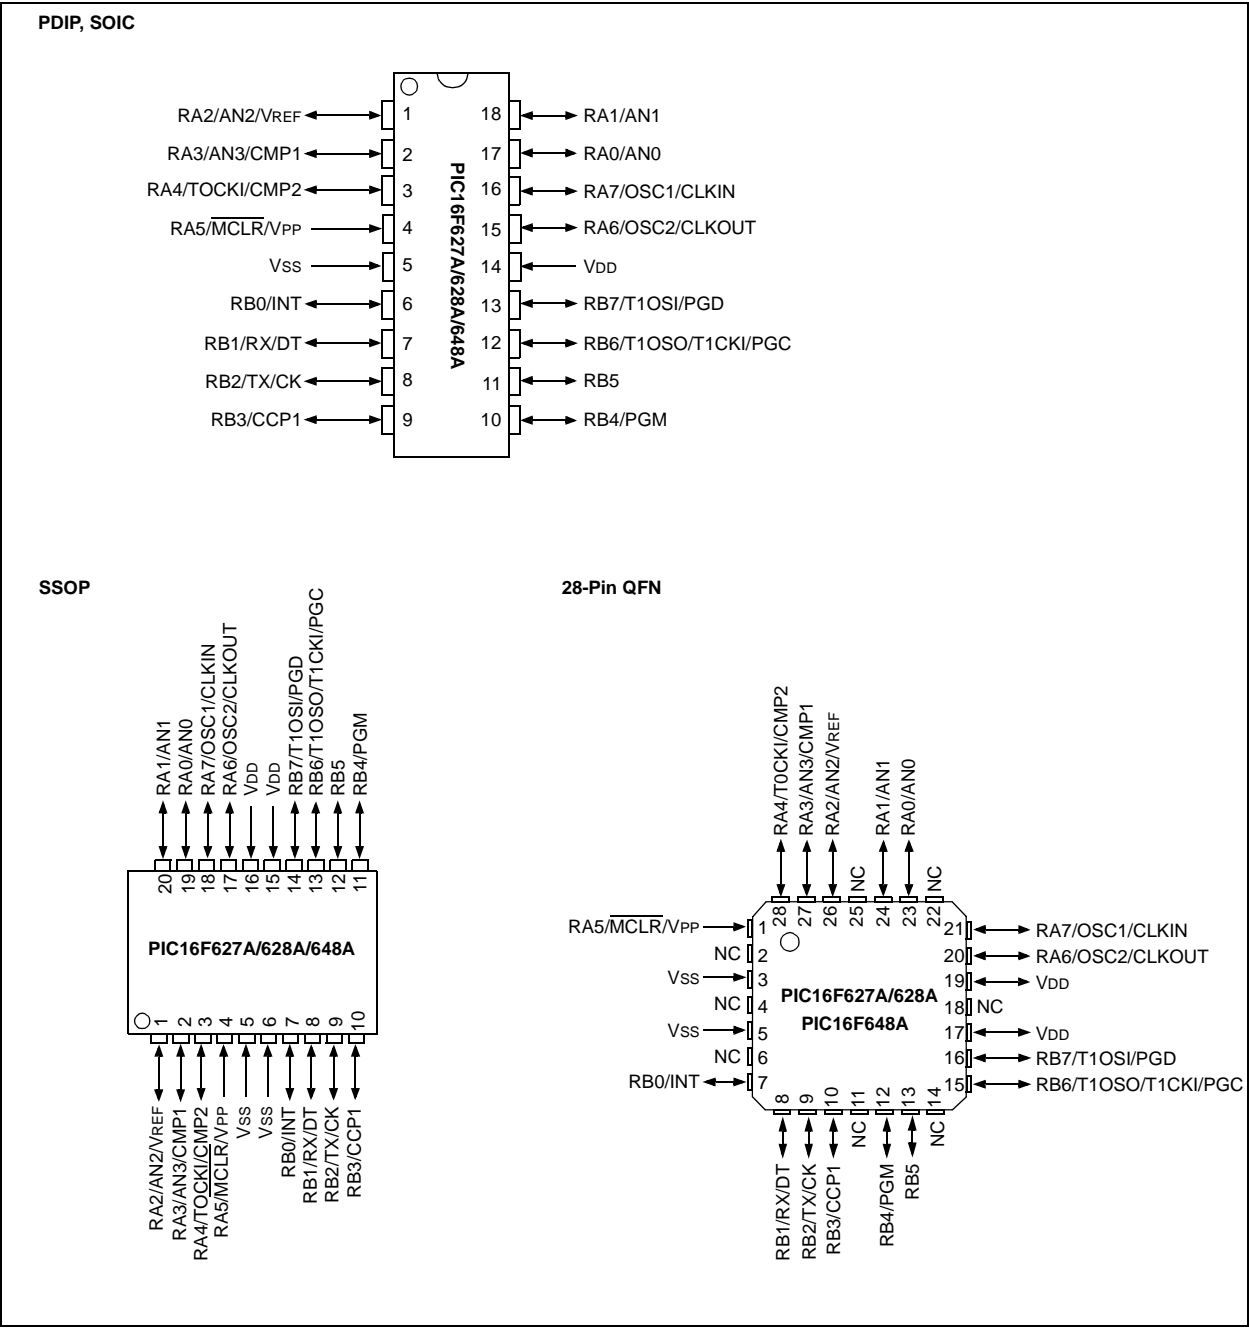 PDIP, SOIC
RA2/AN2/VREF 1 18 RA1/AN1
RA3/AN3/CMP1 2 17 RA0/AN0
RA4/TOCKI/CMP2 3 16 RA7/OSC1/CLKIN
RA5/MCLR/VPP 4 15 RA6/OSC2/CLKOUT
VSS 5 14 VDD
RB0/INT 6 13 RB7/T1OSI/PGD
RB1/RX/DT 7 12 RB6/T1OSO/T1CKI/PGC
RB2/TX/CK 8 11 RB5
RB3/CCP1 9 10 RB4/PGM
PIC16F627A/628A/648A
SSOP
RA1/AN1
RA0/AN0
RA7/OSC1/CLKIN
RA6/OSC2/CLKOUT
VDD
VDD
RB7/T1OSI/PGD
RB6/T1OSO/T1CKI/PGC
RB5
RB4/PGM
20 19 18 17 16 15 14 13 12 11
PIC16F627A/628A/648A
1 2 3 4 5 6 7 8 9 10
RA2/AN2/VREF
RA3/AN3/CMP1
RA4/TOCKI/CMP2
RA5/MCLR/VPP
VSS
VSS
RB0/INT
RB1/RX/DT
RB2/TX/CK
RB3/CCP1
28-Pin QFN
RA4/T0CKI/CMP2
RA3/AN3/CMP1
RA2/AN2/VREF
NC
RA1/AN1
RA0/AN0
NC
28 27 26 25 24 23 22
RA5/MCLR/VPP 1 21 RA7/OSC1/CLKIN
NC 2 20 RA6/OSC2/CLKOUT
VSS 3 19 VDD
NC 4 18 NC
VSS 5 17 VDD
NC 6 16 RB7/T1OSI/PGD
RB0/INT 7 15 RB6/T1OSO/T1CKI/PGC
PIC16F627A/628A
PIC16F648A
8 9 10 11 12 13 14
RB1/RX/DT
RB2/TX/CK
RB3/CCP1
NC
RB4/PGM
RB5
NC